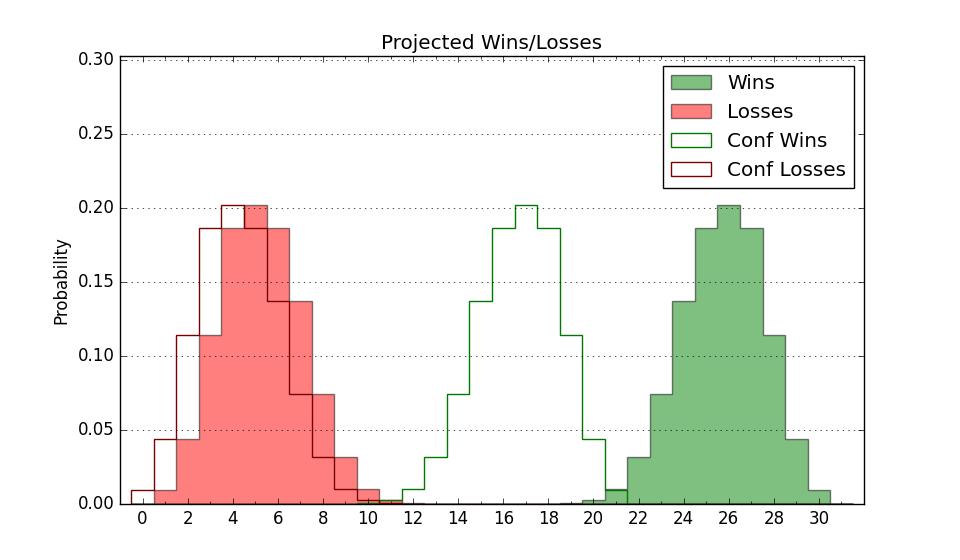 Projected Wins/Losses
Wins
Losses
Conf Wins
Conf Losses
Probability
0.30
0.25
0.20
0.15
0.10
0.05
0.00
0 2 4 6 8 10 12 14 16 18 20 22 24 26 28 30